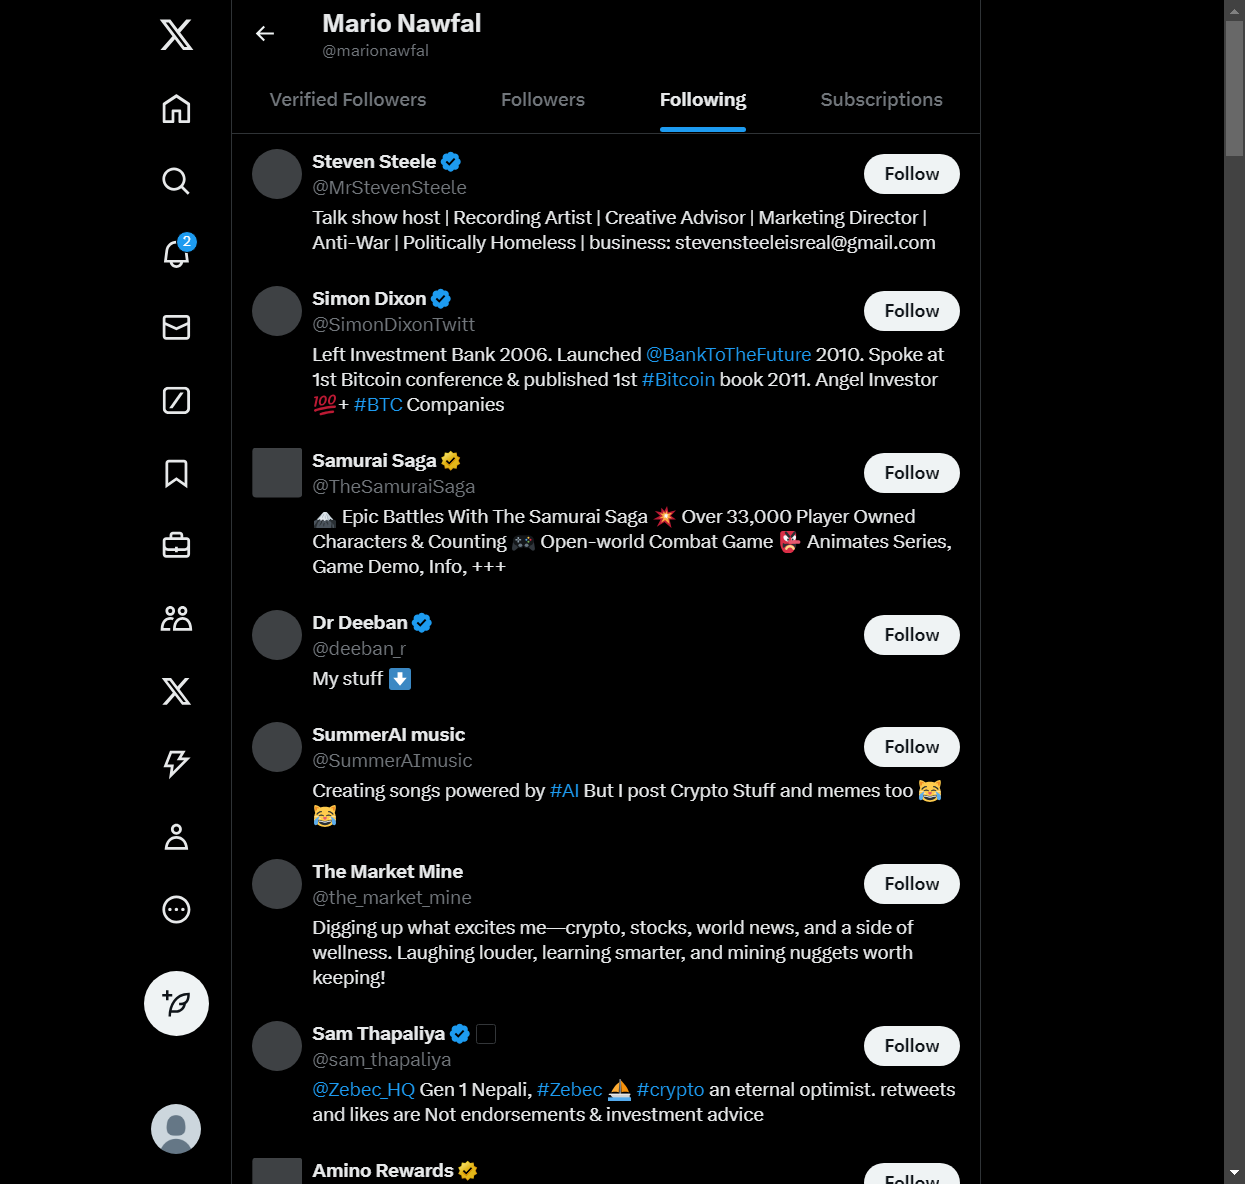 Mario Nawfal
@marionawfal
Verified Followers Followers Following Subscriptions
2
Steven Steele
@MrStevenSteele
Follow
Talk show host | Recording Artist | Creative Advisor | Marketing Director |
Anti-War | Politically Homeless | business: stevensteeleisreal@gmail.com
Simon Dixon
@SimonDixonTwitt
Follow
Left Investment Bank 2006. Launched @BankToTheFuture 2010. Spoke at
1st Bitcoin conference & published 1st #Bitcoin book 2011. Angel Investor
💯+ #BTC Companies
Samurai Saga
@TheSamuraiSaga
Follow
🗻 Epic Battles With The Samurai Saga 💥 Over 33,000 Player Owned
Characters & Counting 🎮 Open-world Combat Game 👺 Animates Series,
Game Demo, Info, +++
Dr Deeban
@deeban_r
Follow
My stuff ⬇️
SummerAI music
@SummerAImusic
Follow
Creating songs powered by #AI But I post Crypto Stuff and memes too 😹
😹
The Market Mine
@the_market_mine
Follow
Digging up what excites me—crypto, stocks, world news, and a side of
wellness. Laughing louder, learning smarter, and mining nuggets worth
keeping!
Sam Thapaliya
@sam_thapaliya
Follow
@Zebec_HQ Gen 1 Nepali, #Zebec ⛵ #crypto an eternal optimist. retweets
and likes are Not endorsements & investment advice
Amino Rewards
Follow